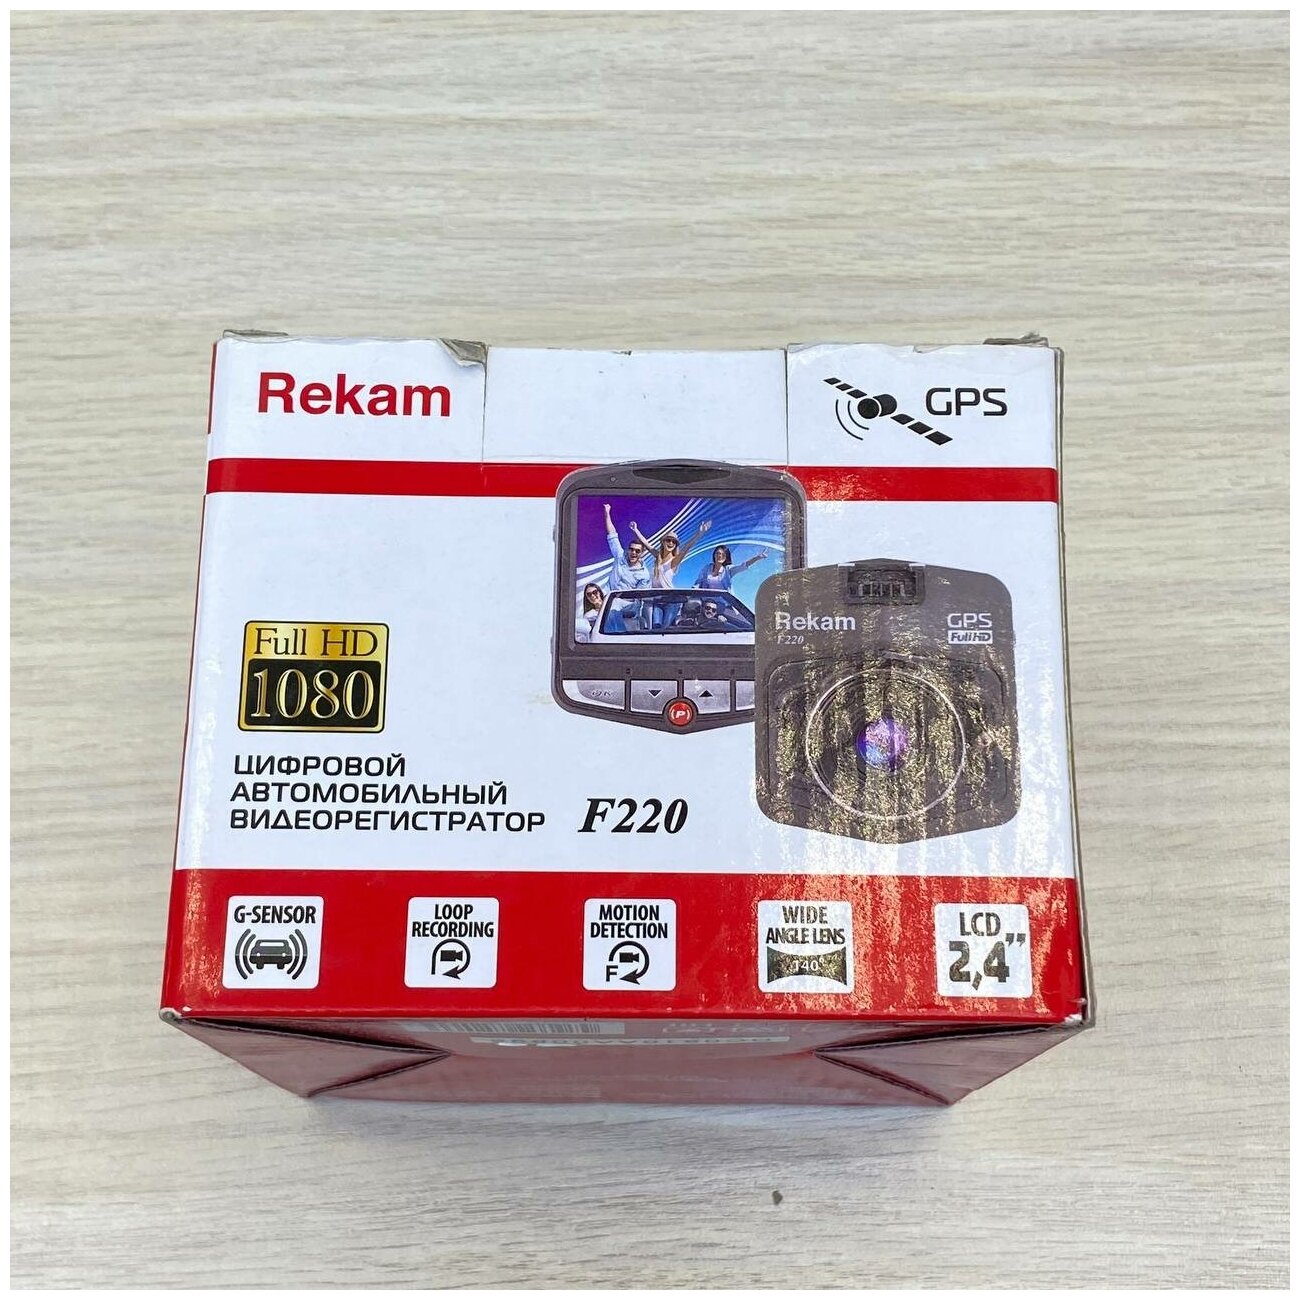 Rekam
GPS
Rekam
F220
GPS
Full HD
Full HD
1080
ЦИФРОВОЙ
АВТОМОБИЛЬНЫЙ
ВИДЕОРЕГИСТРАТОР
F220
OK
(P)
G-SENSOR
LOOP
RECORDING
MOTION
DETECTION
F
WIDE
ANGLE LENS
140°
LCD
2,4”